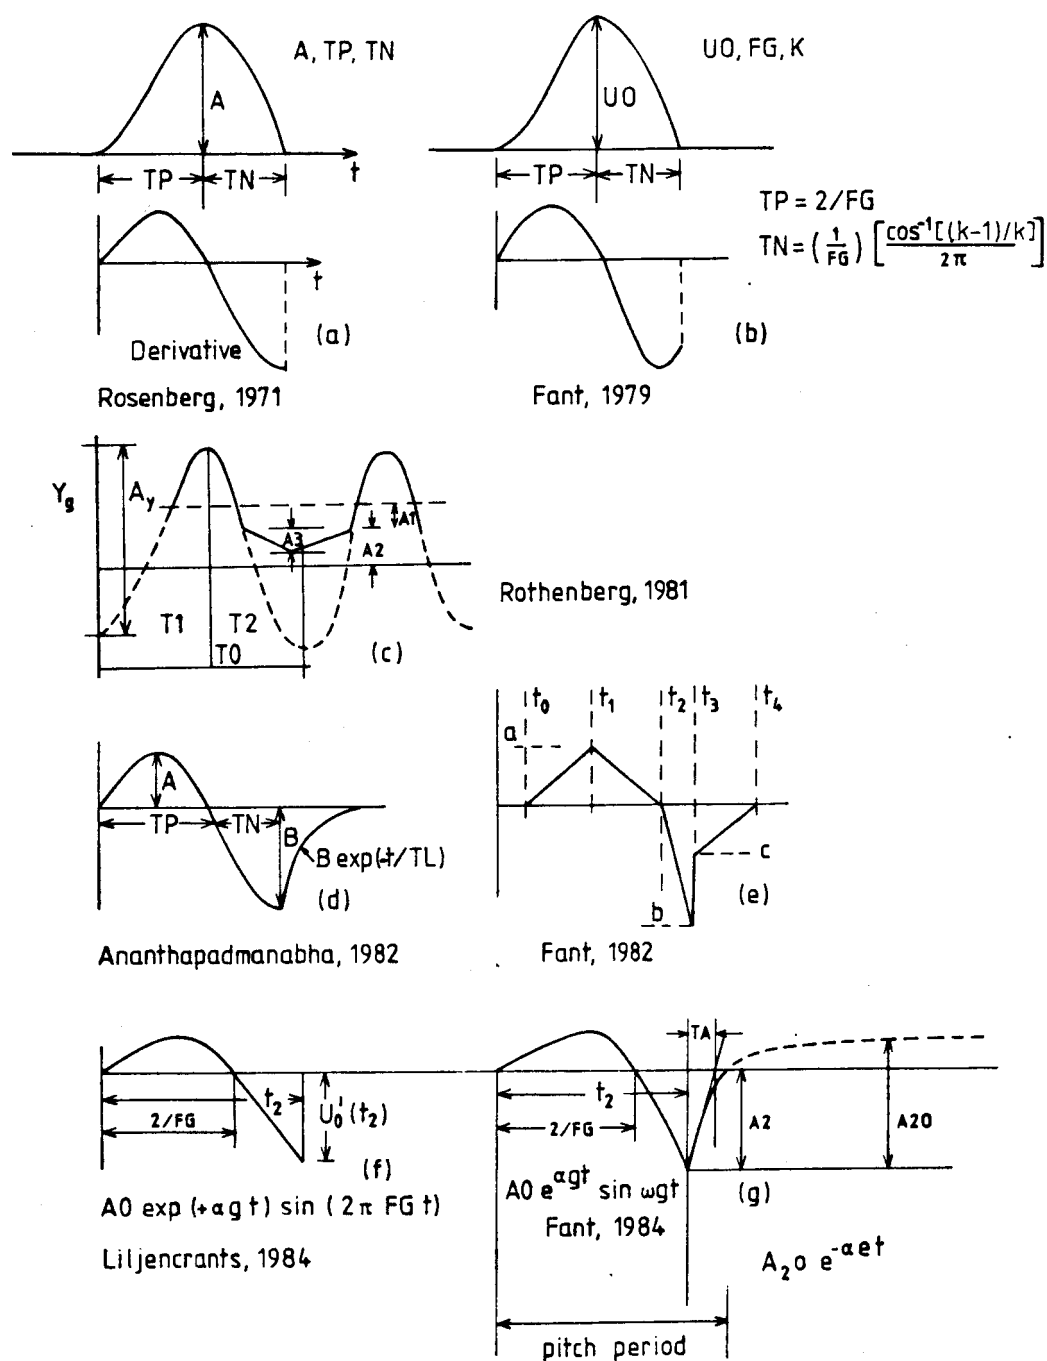 A, TP, TN
A
TP
TN
t
t
Derivative
(a)
Rosenberg, 1971
UO, FG, K
UO
TP
TN
TP = 2/FG
TN = (1/FG) [cos⁻¹[(k-1)/k]/2π]
(b)
Fant, 1979
Yg
Ay
A1
A3
A2
T1
T2
T0
(c)
Rothenberg, 1981
A
TP
TN
B
B exp(-t/TL)
(d)
Ananthapadmanabha, 1982
t₀
t₁
t₂
t₃
t₄
a
c
b
(e)
Fant, 1982
t₂
2/FG
U₀'(t₂)
(f)
A0 exp(+αgt) sin (2π FG t)
Liljencrants, 1984
TA
t₂
2/FG
A2
A20
A0 e^αgt sin ωgt
(g)
Fant, 1984
A₂0 e^-αet
pitch period